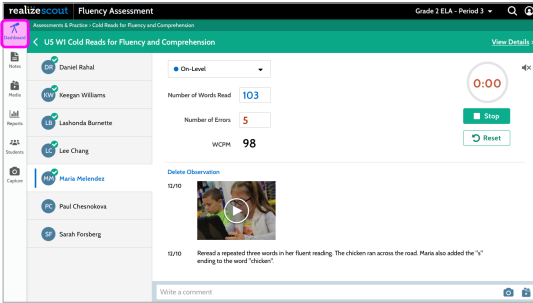 realizescout Fluency Assessment
Grade 2 ELA - Period 3
Dashboard
Assessments & Practice › Cold Reads for Fluency and Comprehension
U5 W1 Cold Reads for Fluency and Comprehension
View Details
Notes
Media
Reports
Students
Capture
DR Daniel Rahal
KW Keegan Williams
LB Lashonda Burnette
LC Lee Chang
MM Maria Melendez
PC Paul Chesnokova
SF Sarah Forsberg
On-Level
Number of Words Read 103
Number of Errors 5
WCPM 98
0:00
Stop
Reset
Delete Observation
12/10
12/10 Reread a repeated three words in her fluent reading. The chicken ran across the road. Maria also added the "s"
ending to the word "chicken".
Write a comment